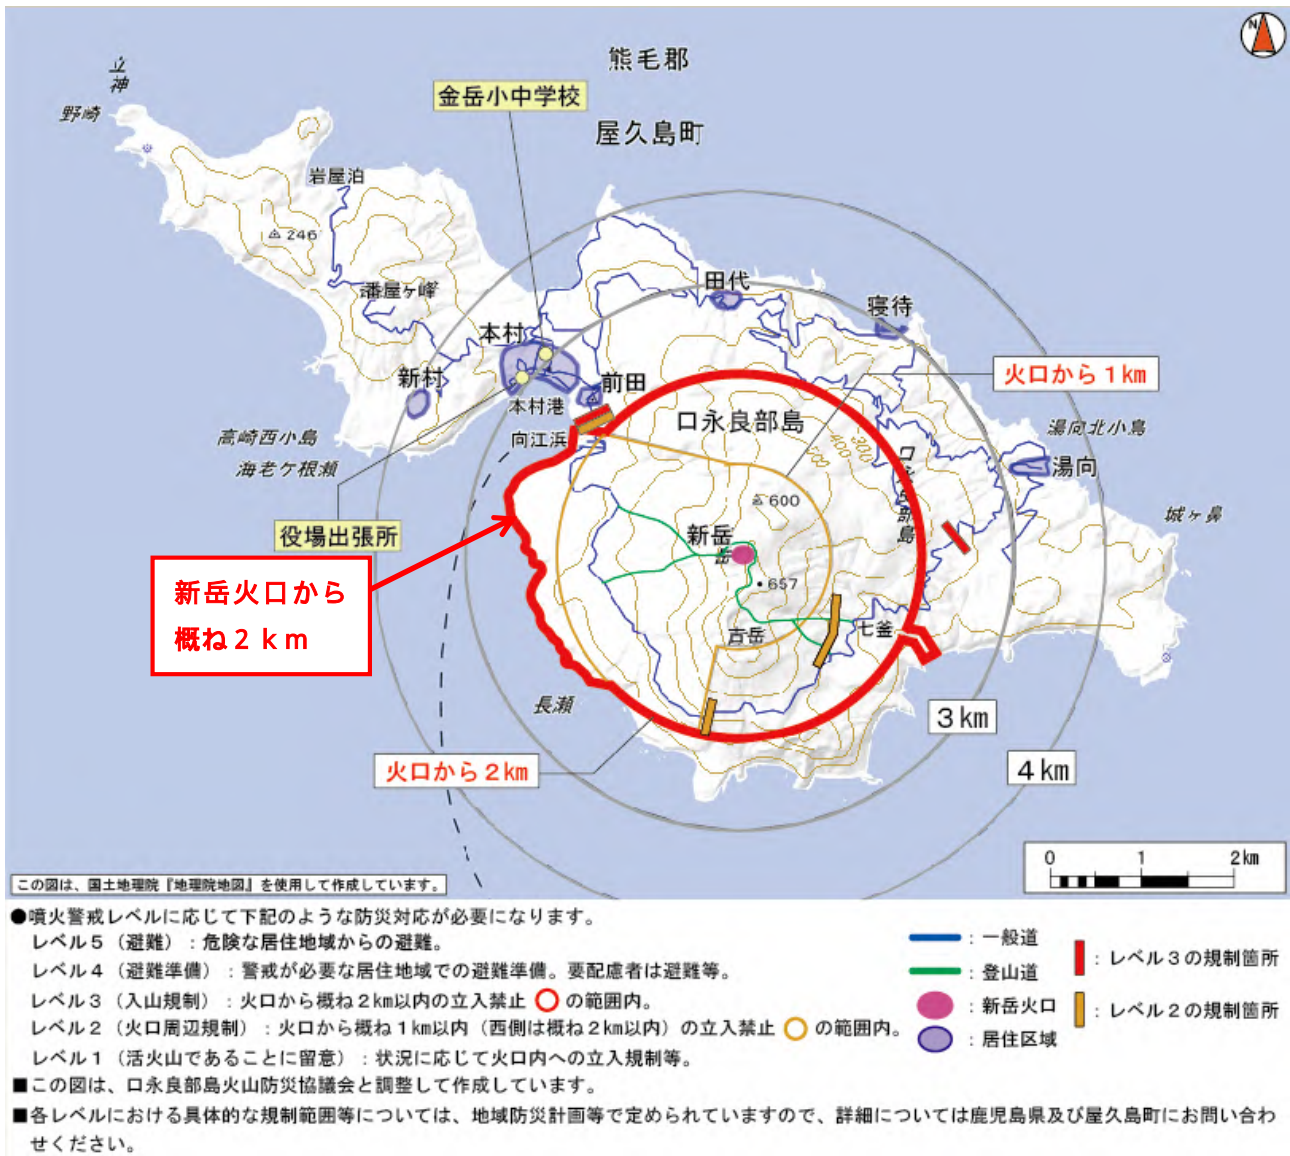 N
熊毛郡
屋久島町
立神
野崎
金岳小中学校
岩屋泊
246
番屋ヶ峰
田代
寝待
本村
新村
前田
本村港
向江浜
高崎西小島
海老ケ根瀬
口永良部島
火口から1km
500
400
300
口永良部島
湯向北小島
湯向
城ヶ鼻
600
新岳
657
古岳
七釜
役場出張所
新岳火口から
概ね2km
長瀬
火口から2km
3km
4km
0 1 2km
この図は、国土地理院『地理院地図』を使用して作成しています。
●噴火警戒レベルに応じて下記のような防災対応が必要になります。
レベル5（避難）：危険な居住地域からの避難。
レベル4（避難準備）：警戒が必要な居住地域での避難準備。要配慮者は避難等。
レベル3（入山規制）：火口から概ね2km以内の立入禁止 の範囲内。
レベル2（火口周辺規制）：火口から概ね1km以内（西側は概ね2km以内）の立入禁止 の範囲内。
レベル1（活火山であることに留意）：状況に応じて火口内への立入規制等。
：一般道
：登山道
：新岳火口
：居住区域
：レベル3の規制箇所
：レベル2の規制箇所
■この図は、口永良部島火山防災協議会と調整して作成しています。
■各レベルにおける具体的な規制範囲等については、地域防災計画等で定められていますので、詳細については鹿児島県及び屋久島町にお問い合わ
せください。